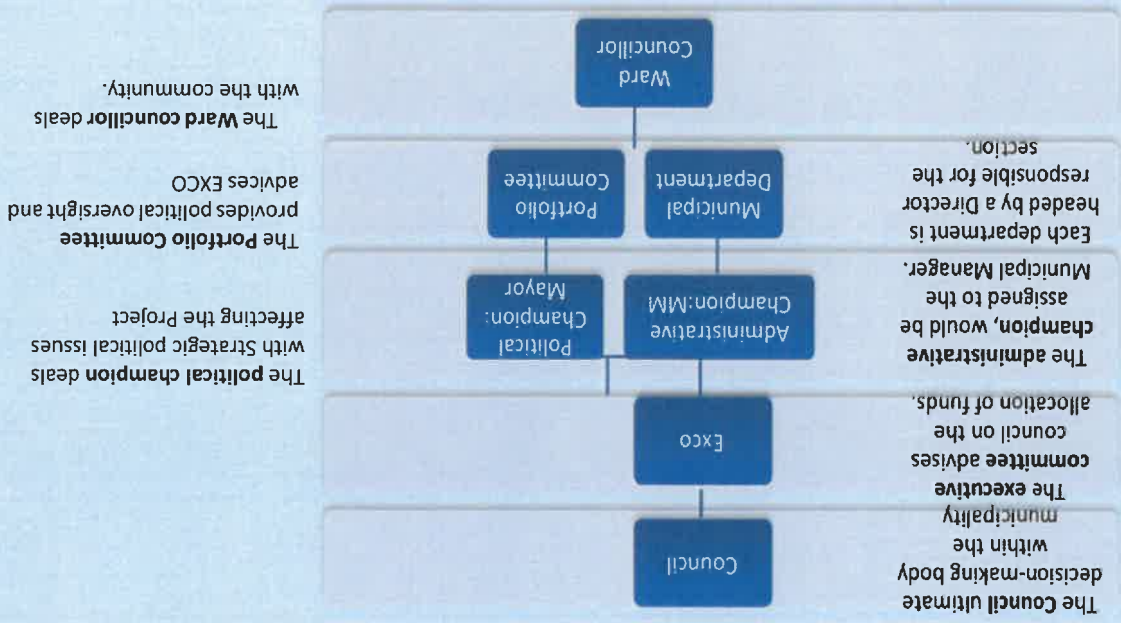 The Council ultimate
decision-making body
within the
municipality
Council
The executive
committee advises
council on the
allocation of funds.
Exco
The administrative
champion, would be
assigned to the
Municipal Manager.
Administrative
Champion:MM
Political
Champion:
Mayor
The political champion deals
with Strategic political issues
affecting the Project
Each department is
headed by a Director
responsible for the
section.
Municipal
Department
Portfolio
Committee
The Portfolio Committee
provides political oversight and
advices EXCO
Ward
Councillor
The Ward councillor deals
with the community.